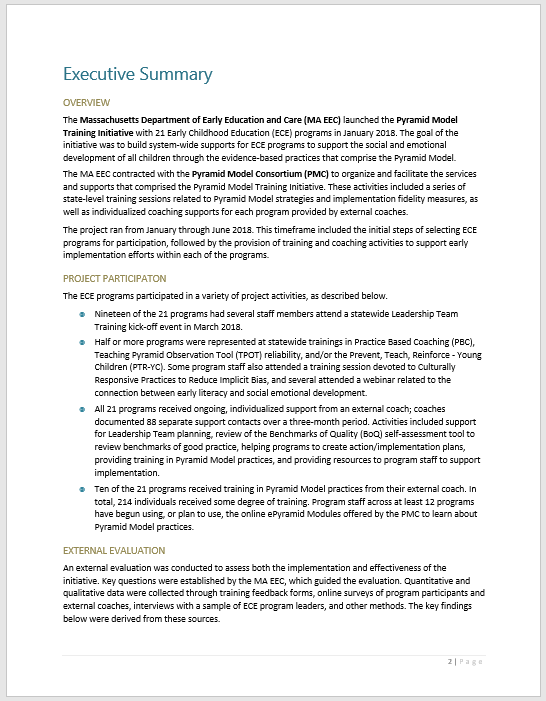 Executive Summary
OVERVIEW
The Massachusetts Department of Early Education and Care (MA EEC) launched the Pyramid Model
Training Initiative with 21 Early Childhood Education (ECE) programs in January 2018. The goal of the
initiative was to build system-wide supports for ECE programs to support the social and emotional
development of all children through the evidence-based practices that comprise the Pyramid Model.
The MA EEC contracted with the Pyramid Model Consortium (PMC) to organize and facilitate the services
and supports that comprised the Pyramid Model Training Initiative. These activities included a series of
state-level training sessions related to Pyramid Model strategies and implementation fidelity measures, as
well as individualized coaching supports for each program provided by external coaches.
The project ran from January through June 2018. This timeframe included the initial steps of selecting ECE
programs for participation, followed by the provision of training and coaching activities to support early
implementation efforts within each of the programs.
PROJECT PARTICIPATON
The ECE programs participated in a variety of project activities, as described below.
Nineteen of the 21 programs had several staff members attend a statewide Leadership Team
Training kick-off event in March 2018.
Half or more programs were represented at statewide trainings in Practice Based Coaching (PBC),
Teaching Pyramid Observation Tool (TPOT) reliability, and/or the Prevent, Teach, Reinforce - Young
Children (PTR-YC). Some program staff also attended a training session devoted to Culturally
Responsive Practices to Reduce Implicit Bias, and several attended a webinar related to the
connection between early literacy and social emotional development.
All 21 programs received ongoing, individualized support from an external coach; coaches
documented 88 separate support contacts over a three-month period. Activities included support
for Leadership Team planning, review of the Benchmarks of Quality (BoQ) self-assessment tool to
review benchmarks of good practice, helping programs to create action/implementation plans,
providing training in Pyramid Model practices, and providing resources to program staff to support
implementation.
Ten of the 21 programs received training in Pyramid Model practices from their external coach. In
total, 214 individuals received some degree of training. Program staff across at least 12 programs
have begun using, or plan to use, the online ePyramid Modules offered by the PMC to learn about
Pyramid Model practices.
EXTERNAL EVALUATION
An external evaluation was conducted to assess both the implementation and effectiveness of the
initiative. Key questions were established by the MA EEC, which guided the evaluation. Quantitative and
qualitative data were collected through training feedback forms, online surveys of program participants and
external coaches, interviews with a sample of ECE program leaders, and other methods. The key findings
below were derived from these sources.
2 | Page